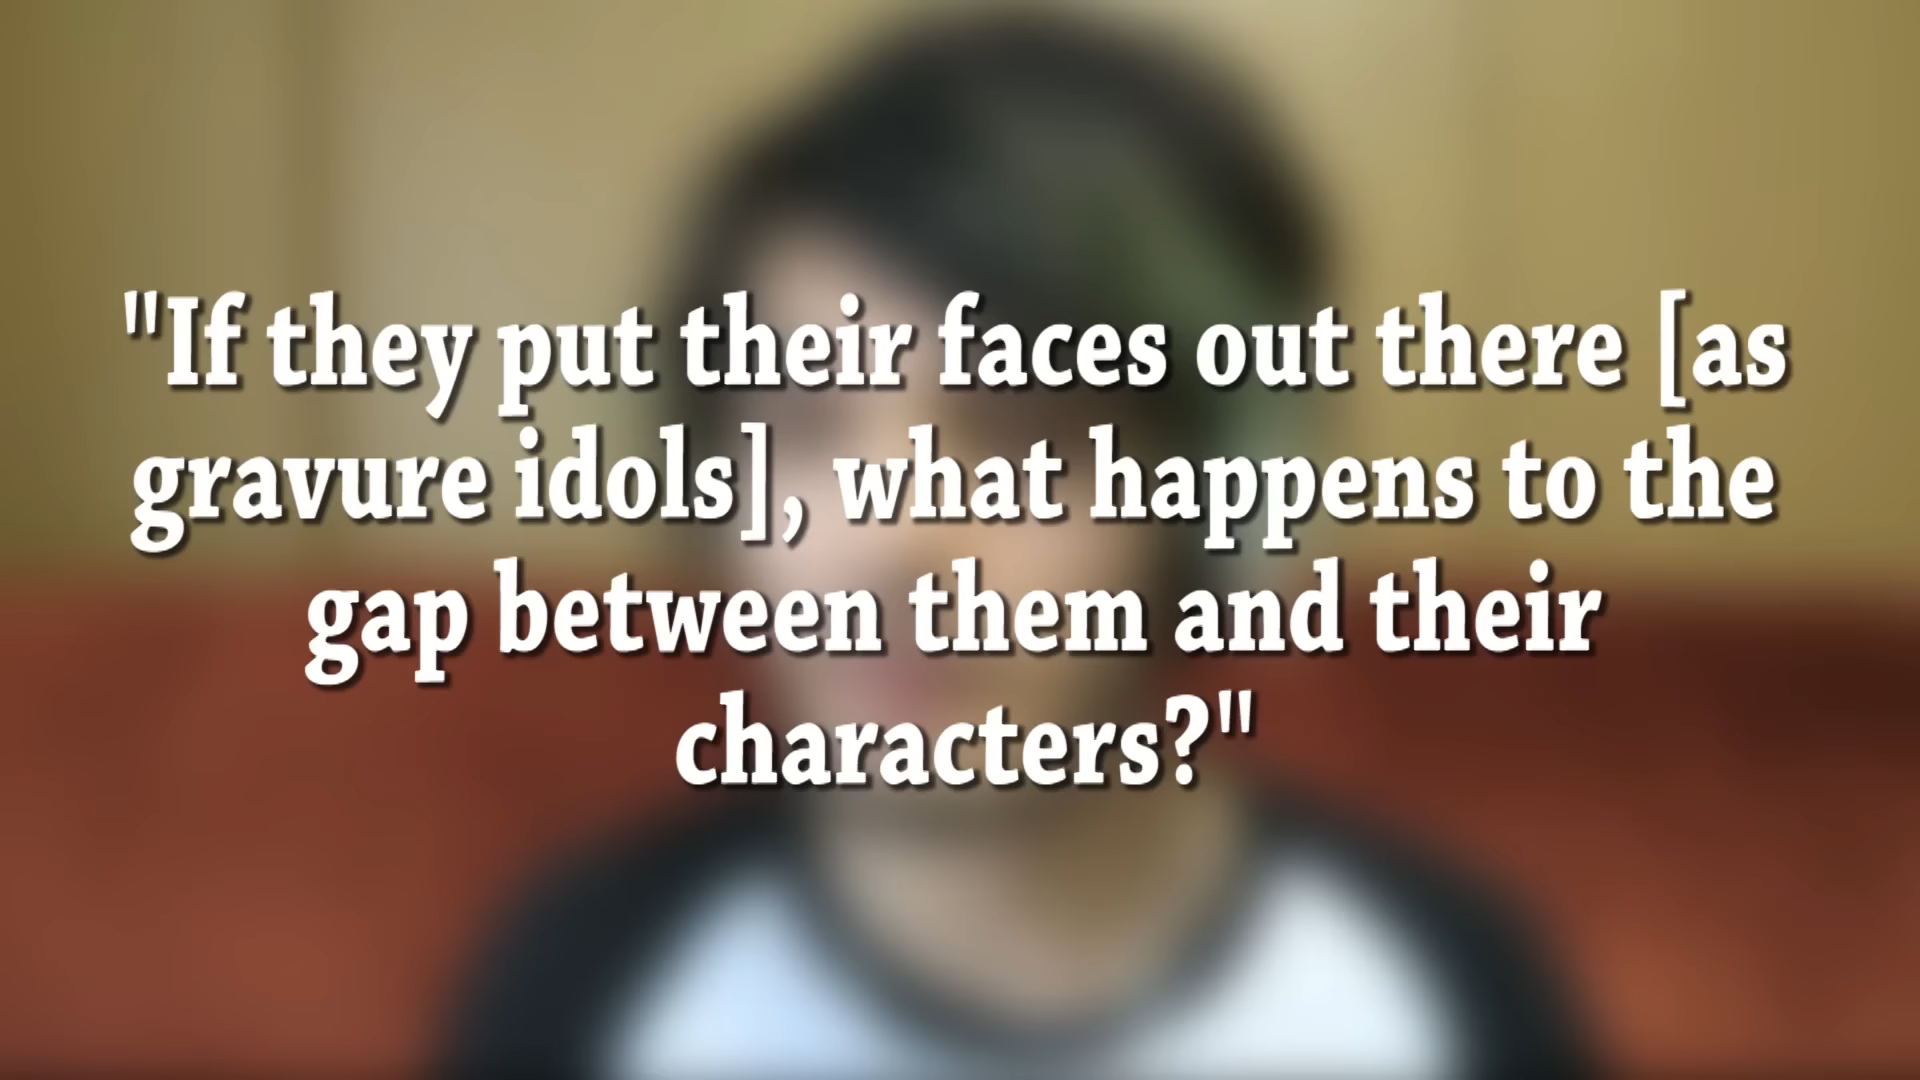 "If they put their faces out there [as
gravure idols], what happens to the
gap between them and their
characters?"